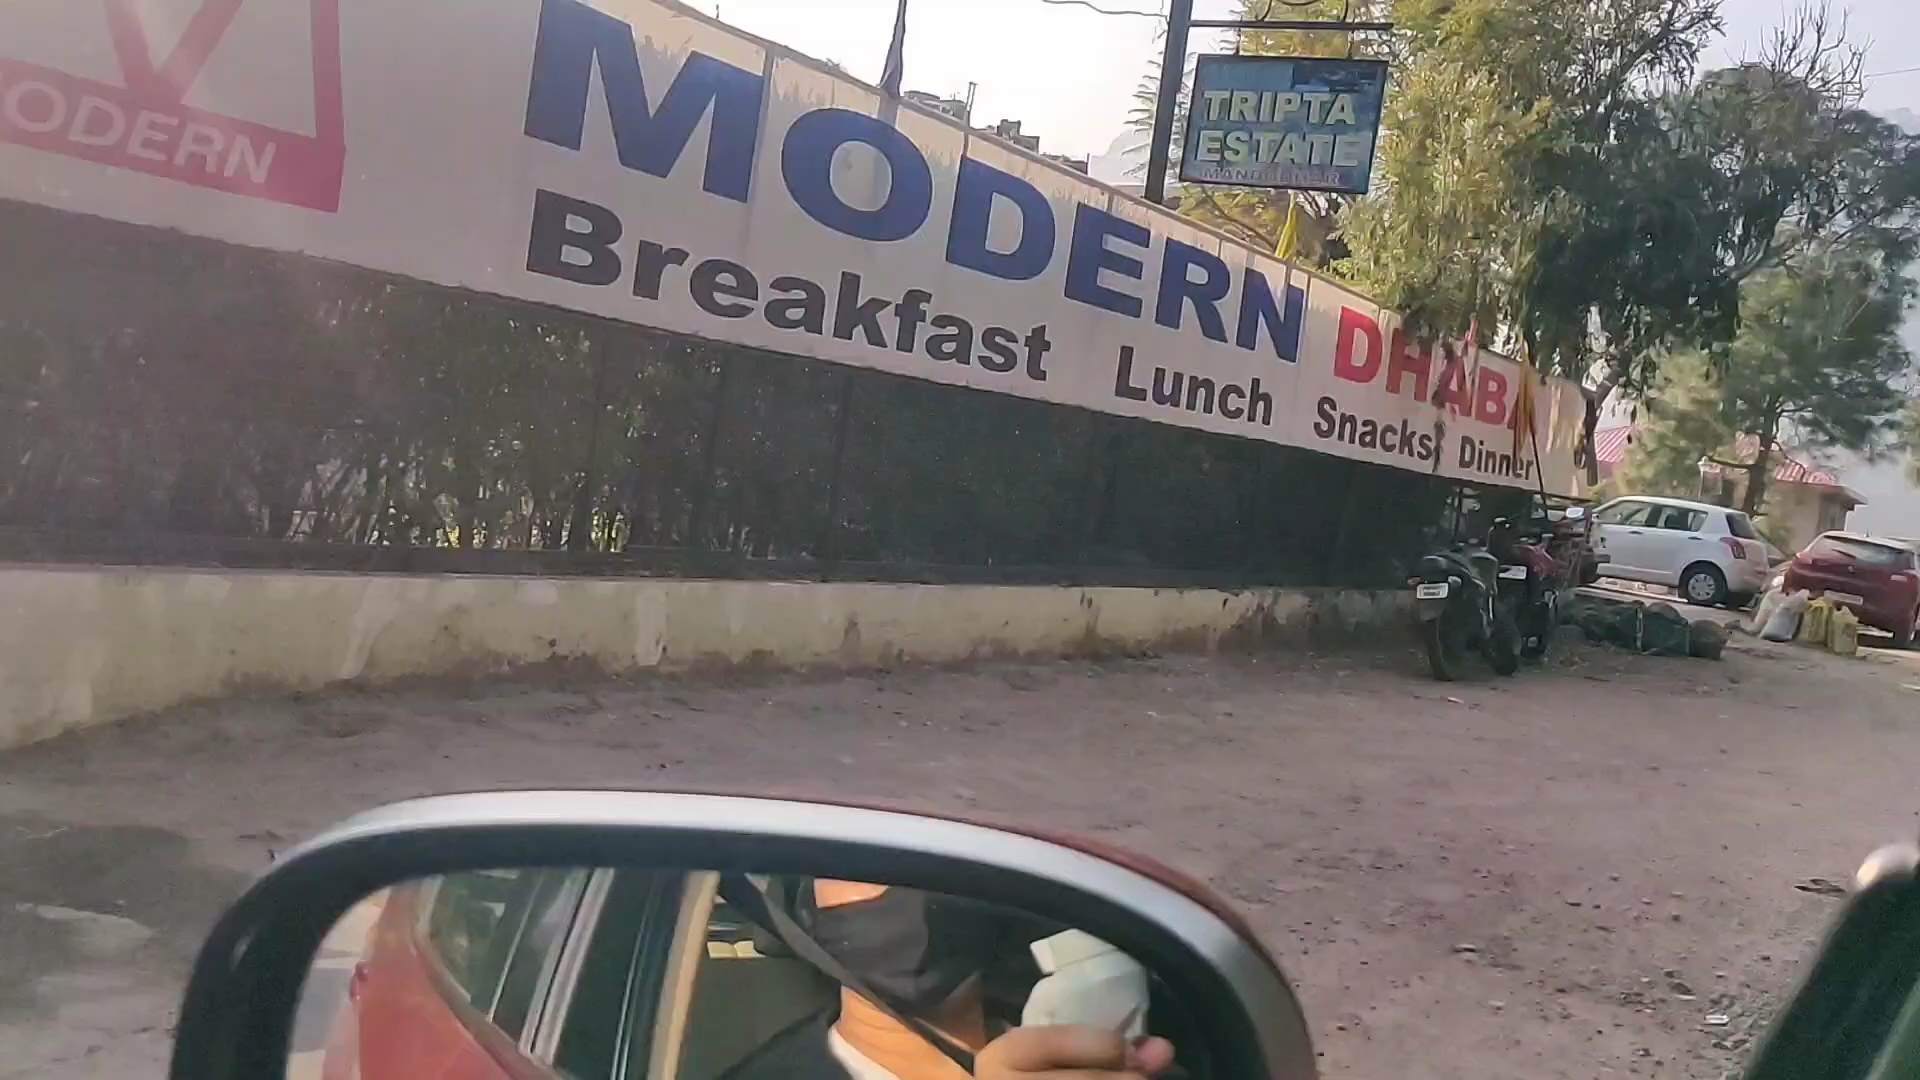 MODERN
MODERN DHABA
Breakfast Lunch Snacks Dinner
TRIPTA
ESTATE